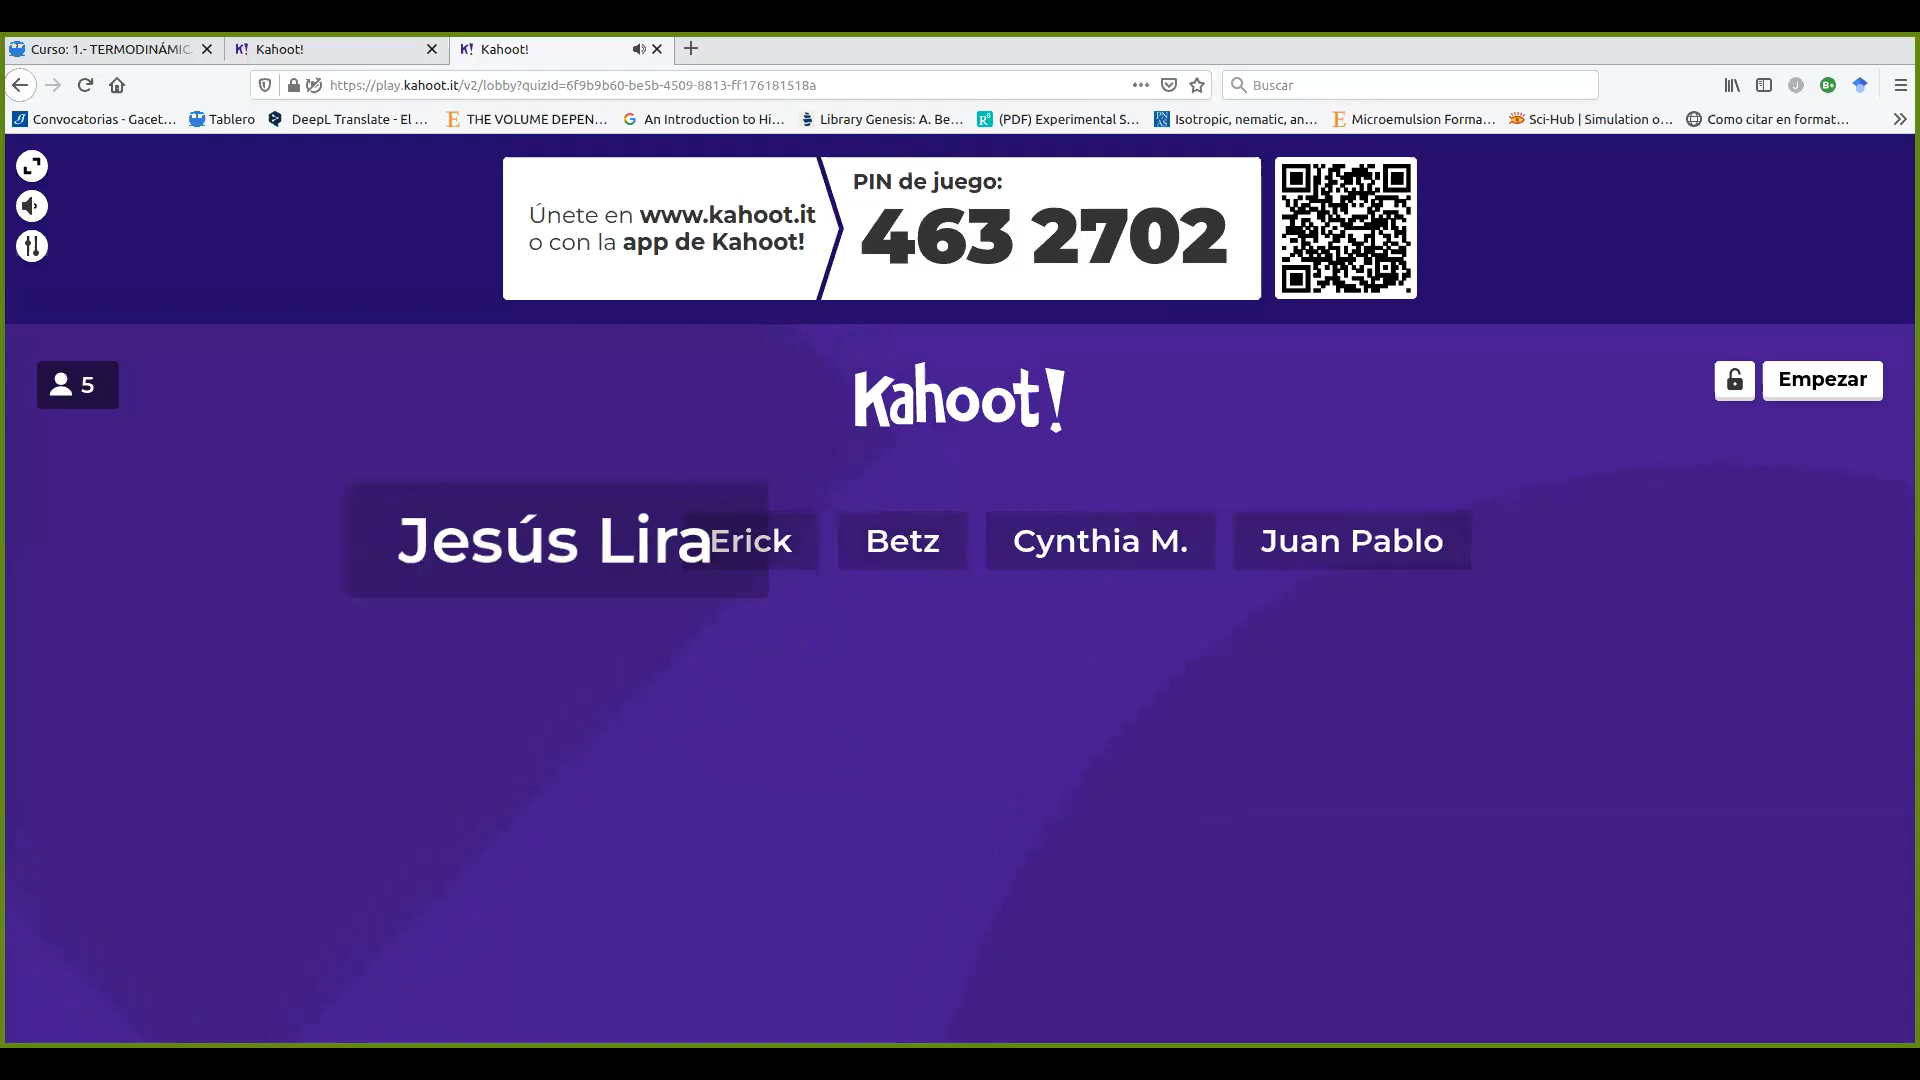 Curso: 1.- TERMODINÁMIC
Kahoot!
Kahoot!
https://play.kahoot.it/v2/lobby?quizId=6f9b9b60-be5b-4509-8813-ff176181518a
Buscar
Convocatorias - Gacet…
Tablero
DeepL Translate - El …
THE VOLUME DEPEN…
An Introduction to Hi…
Library Genesis: A. Be…
(PDF) Experimental S…
Isotropic, nematic, an…
Microemulsion Forma…
Sci-Hub | Simulation o…
Como citar en format…
Únete en www.kahoot.it
o con la app de Kahoot!
PIN de juego:
463 2702
5
Kahoot!
Empezar
Jesús Lira
Erick
Betz
Cynthia M.
Juan Pablo